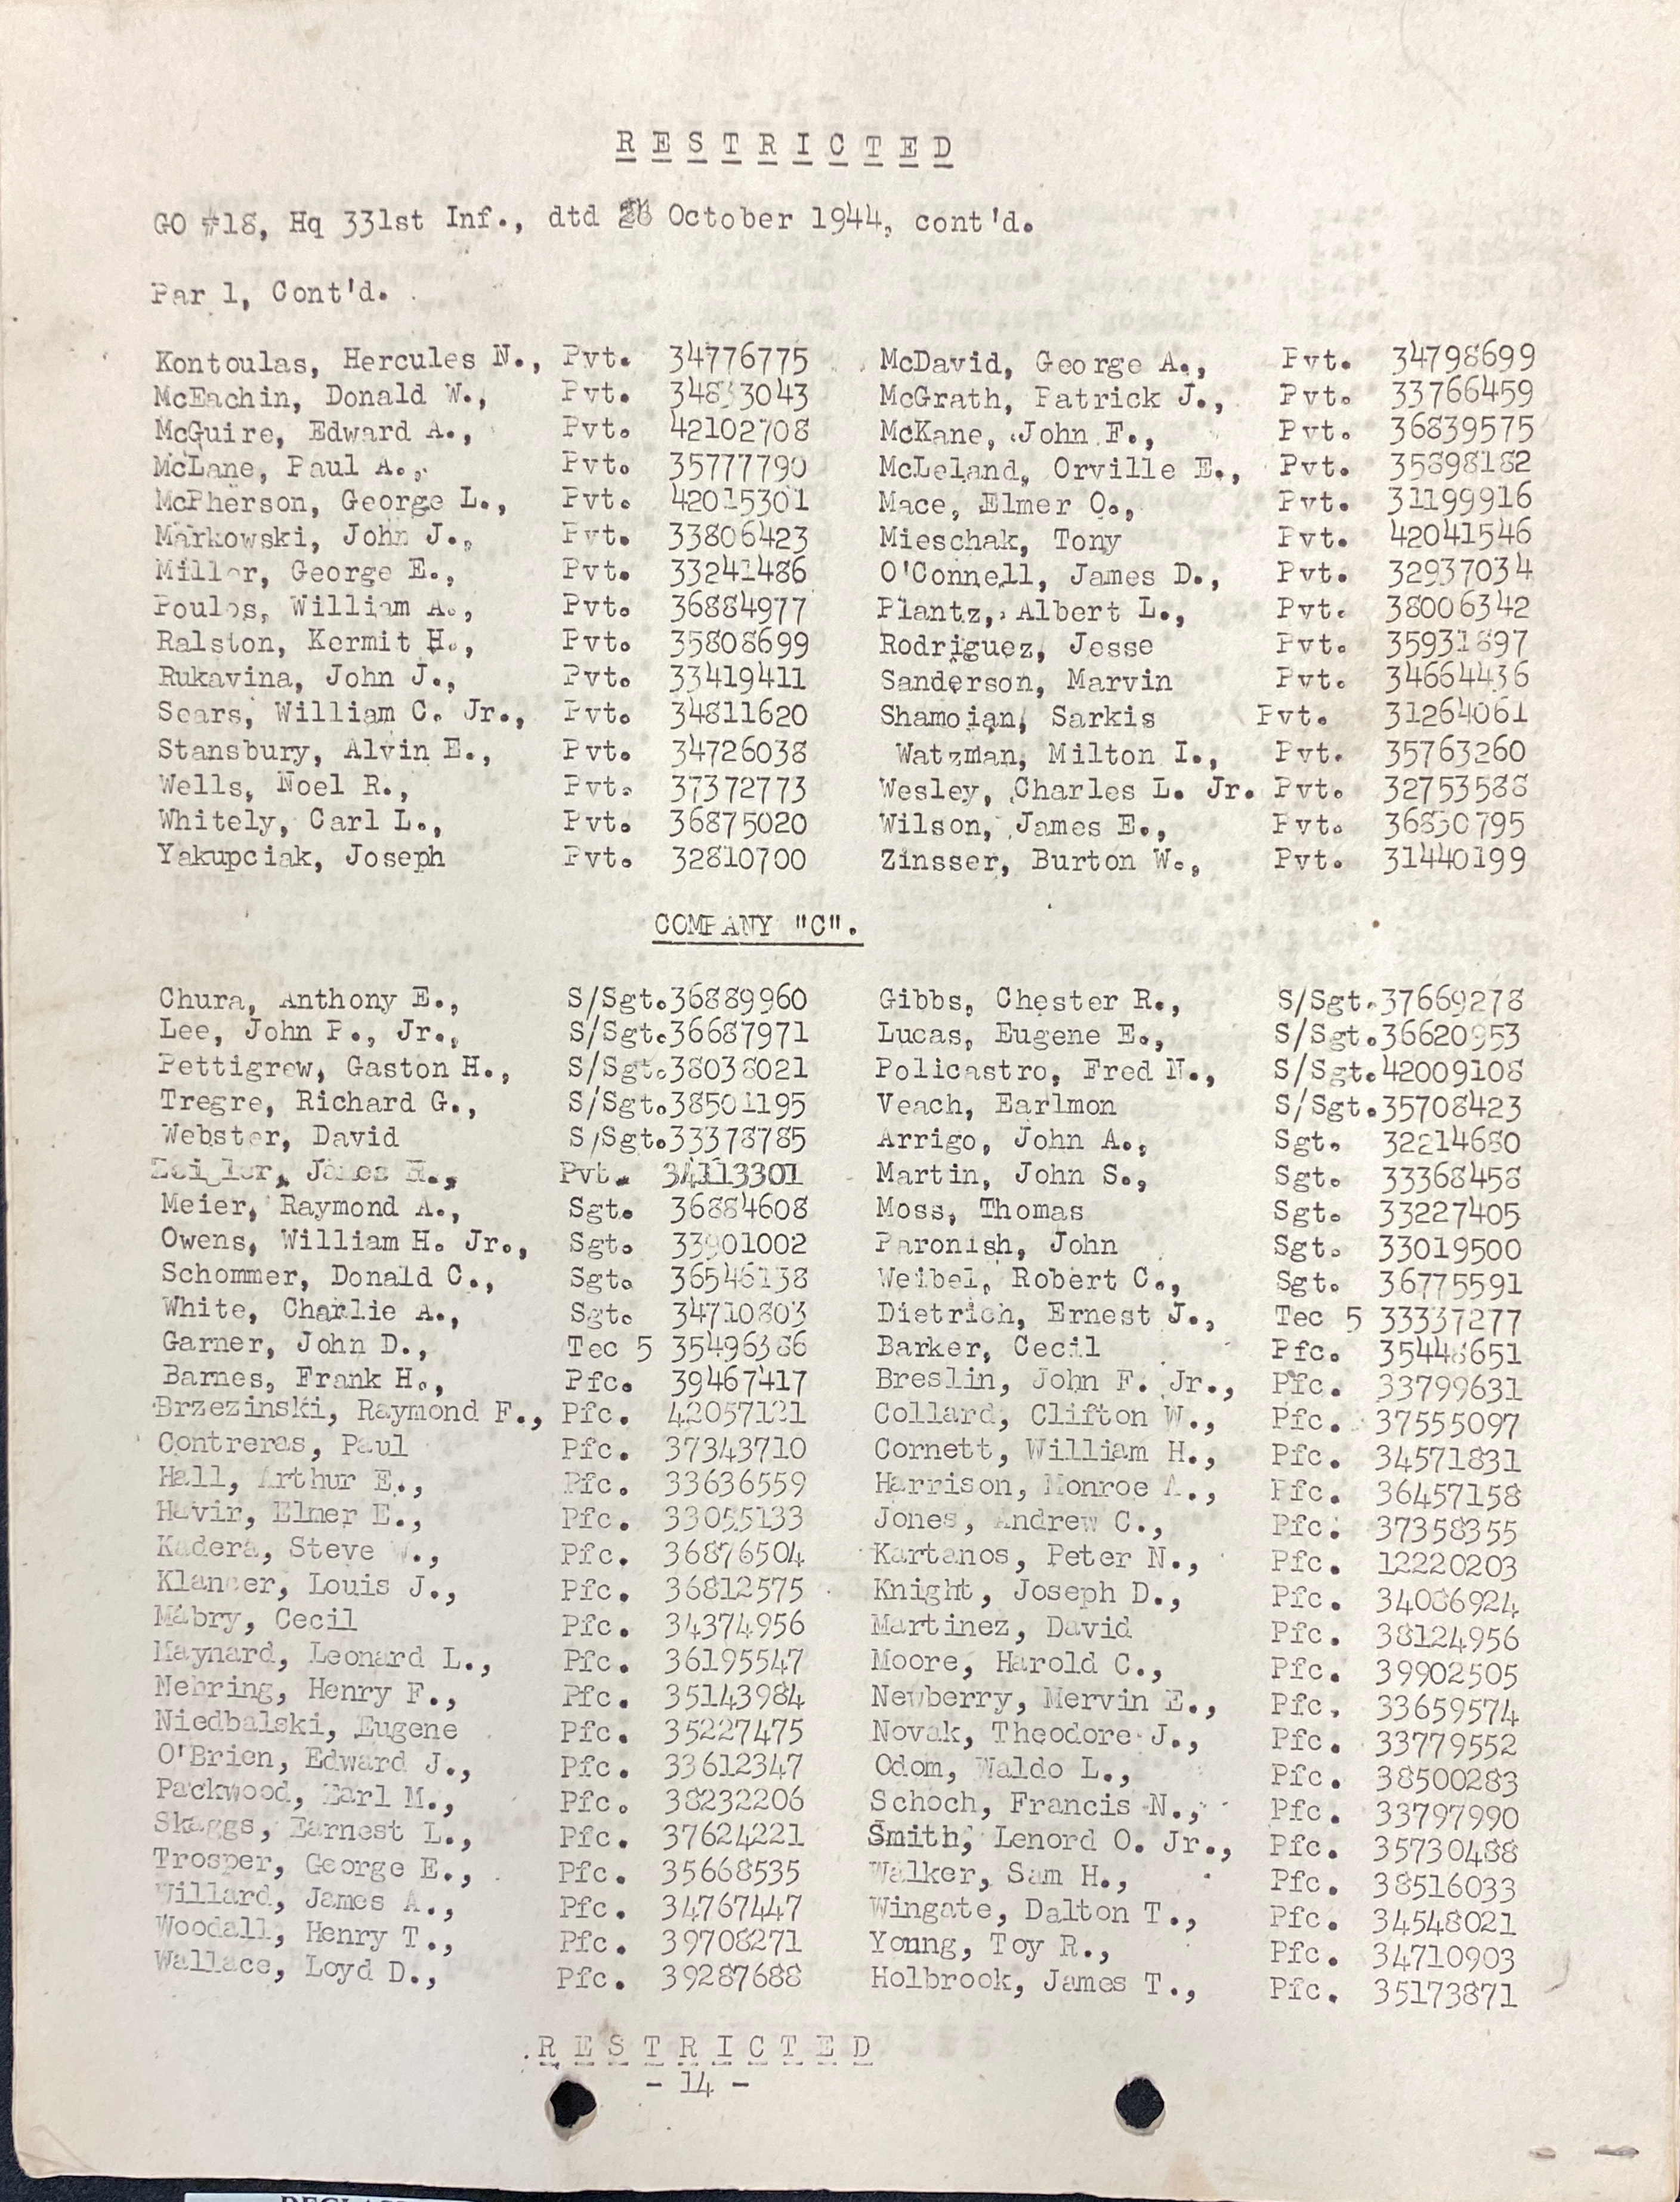 R E S T R I C T E D
GO #18, Hq 331st Inf., dtd October 1944, cont'd.
Par 1, Cont'd.
Kontoulas, Hercules N., Pvt. 34776775 McDavid, George A., Pvt. 34798699
McEachin, Donald W., Pvt. McGrath, Patrick J., Pvt. 33766459
McGuire, Edward A., Pvt. 42102708 McKane, John F., Pvt. 36839575
McLane, Paul A., Pvt. 35777790 McLeland, Orville E., Pvt. 35898182
McPherson, George L., Pvt. 42015301 Mace, Elmer O., Pvt. 31199916
Markowski, John J., Pvt. 33806423 Mieschak, Tony Pvt. 42041546
Miller, George E., Pvt. 33241486 O'Connell, James D., Pvt. 32937034
Poulos, William A., Pvt. 36884977 Plantz, Albert L., Pvt. 38006342
Ralston, Kermit H., Pvt. 35808699 Rodriguez, Jesse Pvt. 35931897
Rukavina, John J., Pvt. 33419411 Sanderson, Marvin Pvt. 34664436
Sears, William C. Jr., Pvt. 34811620 Shamoian, Sarkis Pvt. 31264061
Stansbury, Alvin E., Pvt. 34726038 Watzman, Milton I., Pvt. 35763260
Wells, Noel R., Pvt. 37372773 Wesley, Charles L. Jr. Pvt. 32753588
Whitely, Carl L., Pvt. 36875020 Wilson, James E., Pvt. 36830795
Yakupciak, Joseph Pvt. 32810700 Zinsser, Burton W., Pvt. 31440199
COMPANY "C".
Chura, Anthony E., S/Sgt.36889960 Gibbs, Chester R., S/Sgt.37669278
Lee, John P., Jr., S/Sgt.36687971 Lucas, Eugene E., S/Sgt.36620953
Pettigrew, Gaston H., S/Sgt.38038021 Policastro, Fred N., S/Sgt.42009108
Tregre, Richard G., S/Sgt.38501195 Veach, Earlmon S/Sgt.35708423
Webster, David S/Sgt.33378785 Arrigo, John A., Sgt. 32214680
James H., Pvt. 34113301 Martin, John S., Sgt. 33368458
Meier, Raymond A., Sgt. 36884608 Moss, Thomas Sgt. 33227405
Owens, William H. Jr., Sgt. 33901002 Paronish, John Sgt. 33019500
Schommer, Donald C., Sgt. 36546138 Weibel, Robert C., Sgt. 36775591
White, Charlie A., Sgt. 34710803 Dietrich, Ernest J., Tec 5 33337277
Garner, John D., Tec 5 35496386 Barker, Cecil Pfc. 35448651
Barnes, Frank H., Pfc. 39467417 Breslin, John F. Jr., Pfc. 33799631
Brzezinski, Raymond F., Pfc. 42057121 Collard, Clifton W., Pfc. 37555097
Contreras, Paul Pfc. 37343710 Cornett, William H., Pfc. 34571831
Hall, Arthur E., Pfc. 33636559 Harrison, Monroe A., Pfc. 36457158
Havir, Elmer E., Pfc. 33055133 Jones, Andrew C., Pfc. 37358355
Kadera, Steve W., Pfc. 36876504 Kartanos, Peter N., Pfc. 12220203
Klancer, Louis J., Pfc. 36812575 Knight, Joseph D., Pfc. 34086924
Mabry, Cecil Pfc. 34374956 Martinez, David Pfc. 38124956
Maynard, Leonard L., Pfc. 36195547 Moore, Harold C., Pfc. 39902505
Nehring, Henry F., Pfc. 35143984 Newberry, Mervin E., Pfc. 33659574
Niedbalski, Eugene Pfc. 35227475 Novak, Theodore J., Pfc. 33779552
O'Brien, Edward J., Pfc. 33612347 Odom, Waldo L., Pfc. 38500283
Packwood, Earl M., Pfc. 38232206 Schoch, Francis N., Pfc. 33797990
Skaggs, Earnest L., Pfc. 37624221 Smith, Lenord O. Jr., Pfc. 35730488
Trosper, George E., Pfc. 35668535 Walker, Sam H., Pfc. 38516033
Willard, James A., Pfc. 34767447 Wingate, Dalton T., Pfc. 34548021
Woodall, Henry T., Pfc. 39708271 Young, Toy R., Pfc. 34710903
Wallace, Loyd D., Pfc. 39287688 Holbrook, James T., Pfc. 35173871
R E S T R I C T E D
- 14 -